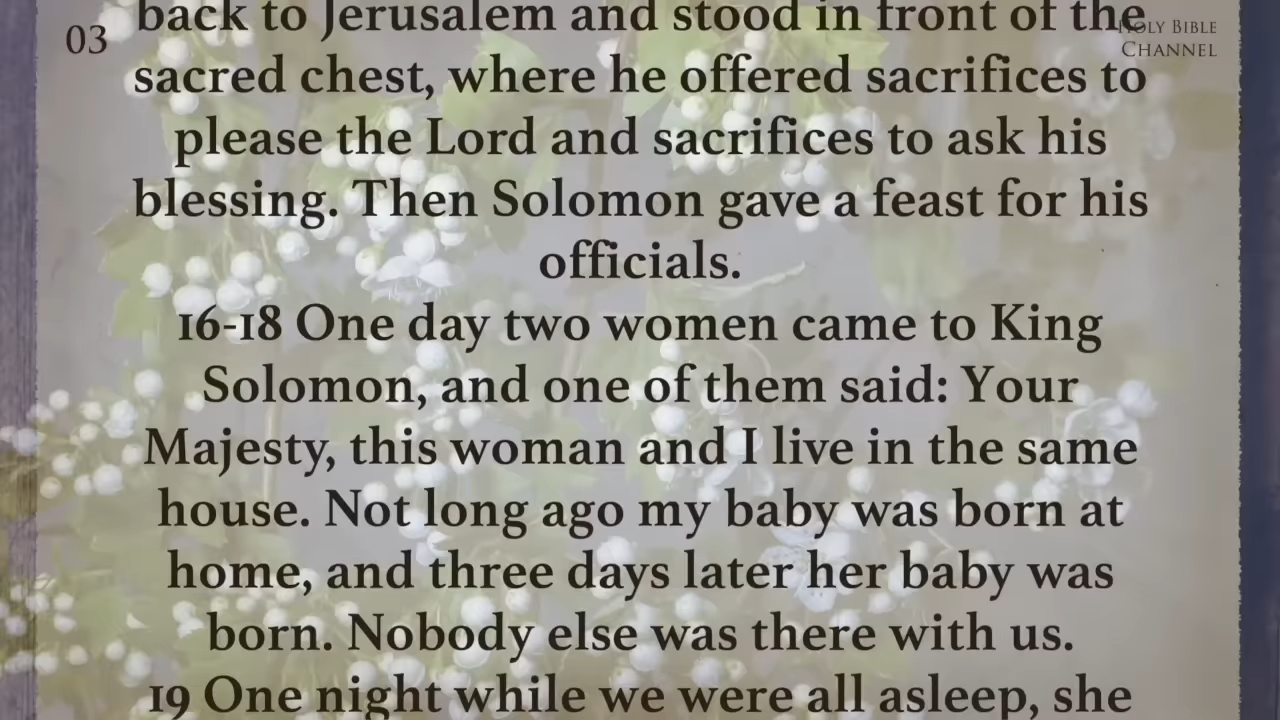 03
HOLY BIBLE
CHANNEL
back to Jerusalem and stood in front of the
sacred chest, where he offered sacrifices to
please the Lord and sacrifices to ask his
blessing. Then Solomon gave a feast for his
officials.
16-18 One day two women came to King
Solomon, and one of them said: Your
Majesty, this woman and I live in the same
house. Not long ago my baby was born at
home, and three days later her baby was
born. Nobody else was there with us.
19 One night while we were all asleep, she